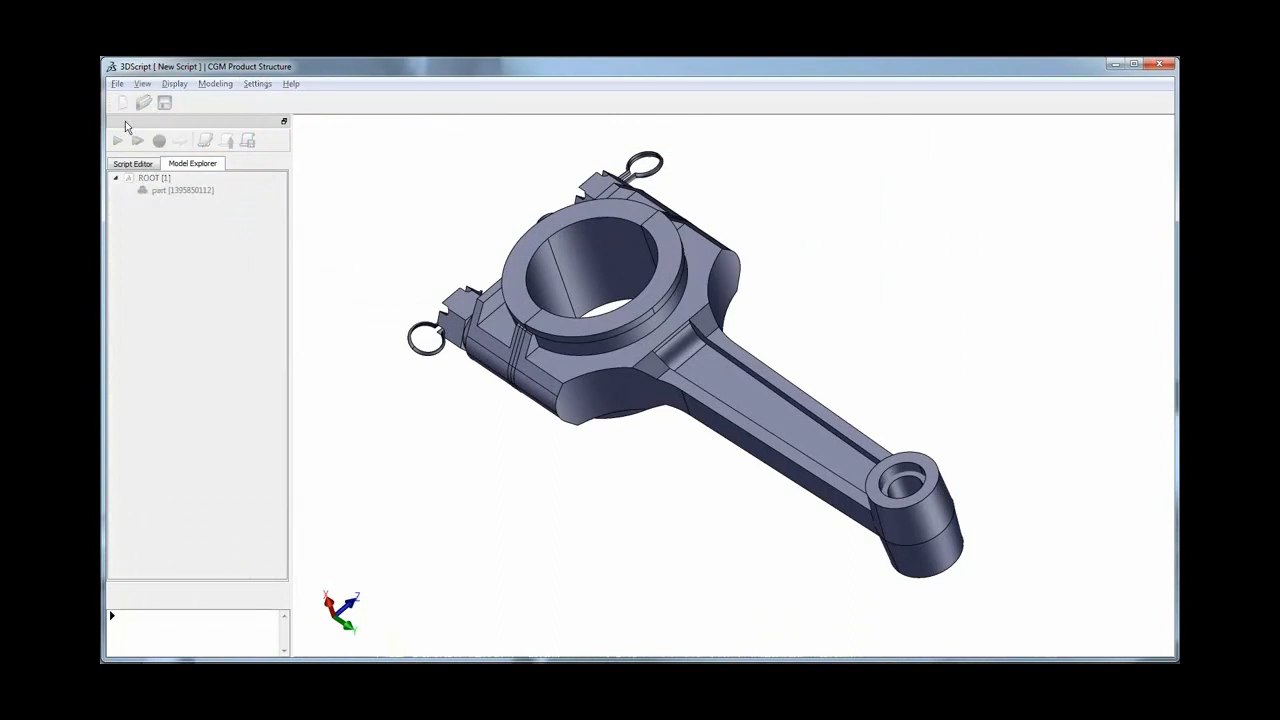 3DScript [ New Script ] | CGM Product Structure
File View Display Modeling Settings Help
Script Editor Model Explorer
ROOT [1]
part [1395850112]
X
Z
Y